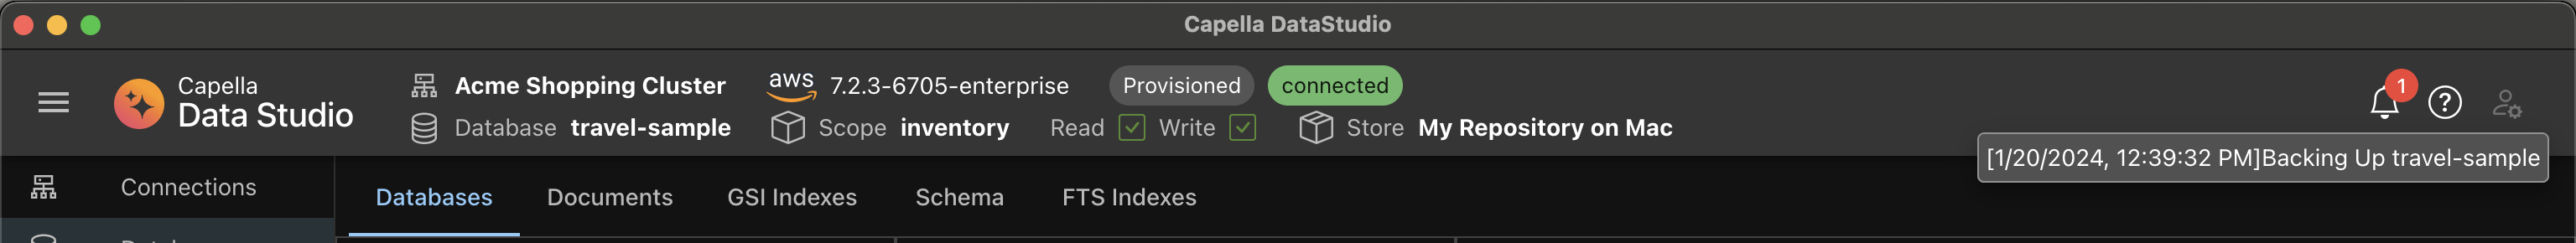 Capella DataStudio
Capella
Data Studio
Acme Shopping Cluster
aws 7.2.3-6705-enterprise
Provisioned
connected
Database travel-sample
Scope inventory
Read
Write
Store My Repository on Mac
1
?
[1/20/2024, 12:39:32 PM]Backing Up travel-sample
Connections
Databases
Documents
GSI Indexes
Schema
FTS Indexes